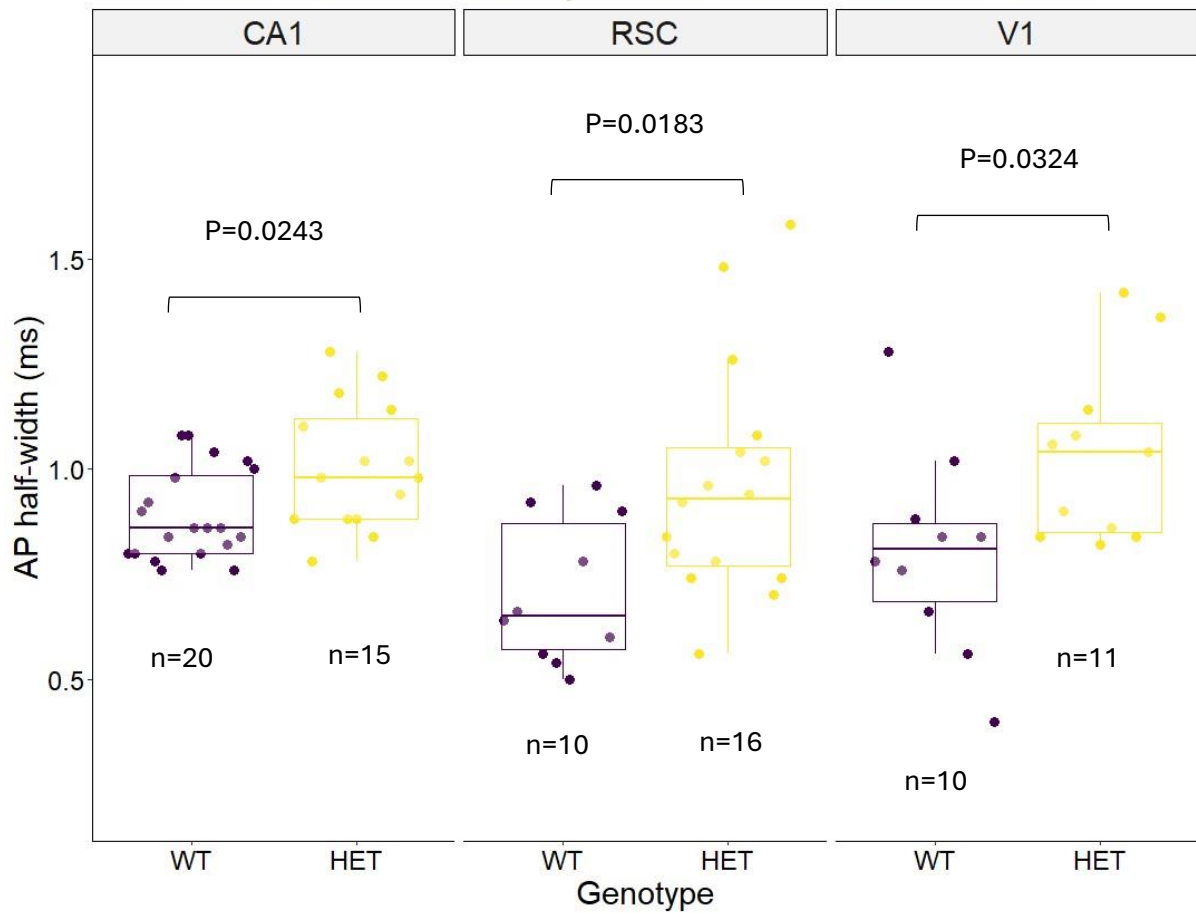 CA1
RSC
V1
P=0.0183
P=0.0324
P=0.0243
1.5
1.0
0.5
AP half-width (ms)
n=20
n=15
n=10
n=16
n=11
n=10
WT
HET
WT
HET
WT
HET
Genotype